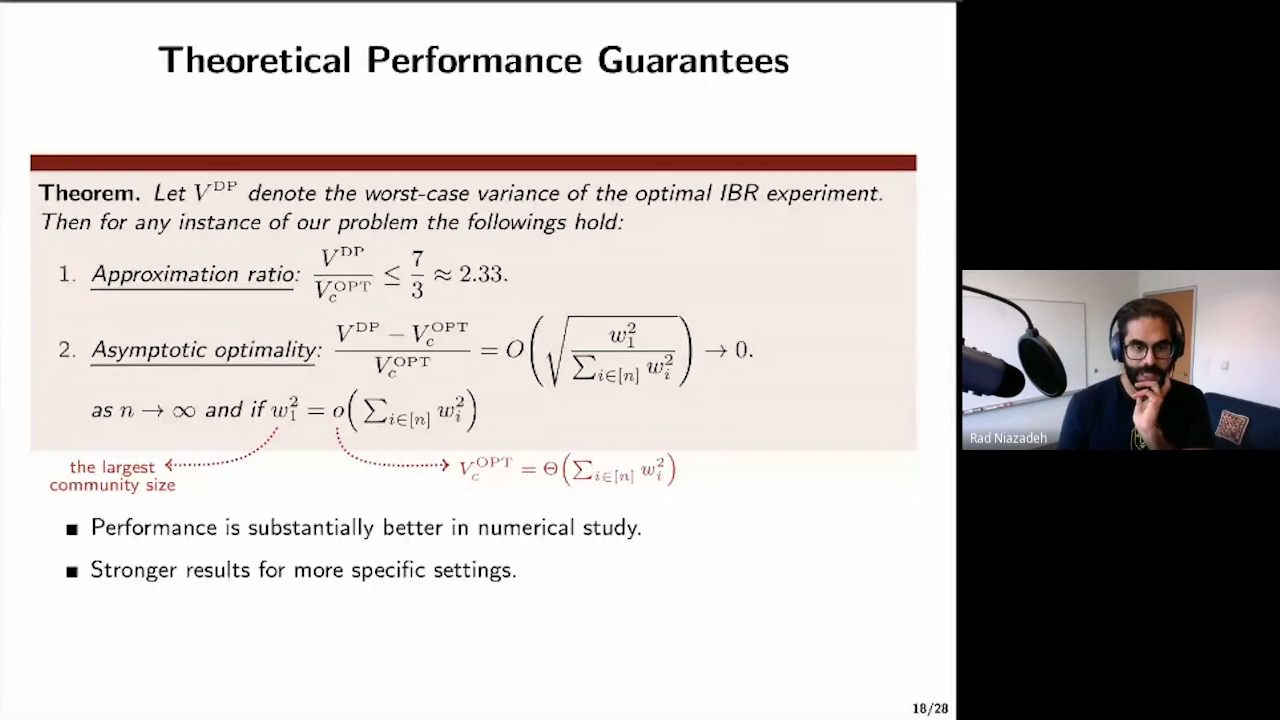 Theoretical Performance Guarantees
Theorem. Let V^DP denote the worst-case variance of the optimal IBR experiment.
Then for any instance of our problem the followings hold:
1. Approximation ratio: V^DP / V_c^OPT ≤ 7/3 ≈ 2.33.
2. Asymptotic optimality: (V^DP − V_c^OPT) / V_c^OPT = O(√(w_1^2 / ∑_{i∈[n]} w_i^2)) → 0.
as n → ∞ and if w_1^2 = o(∑_{i∈[n]} w_i^2)
the largest
community size
V_c^OPT = Θ(∑_{i∈[n]} w_i^2)
■ Performance is substantially better in numerical study.
■ Stronger results for more specific settings.
18/28
Rad Niazadeh